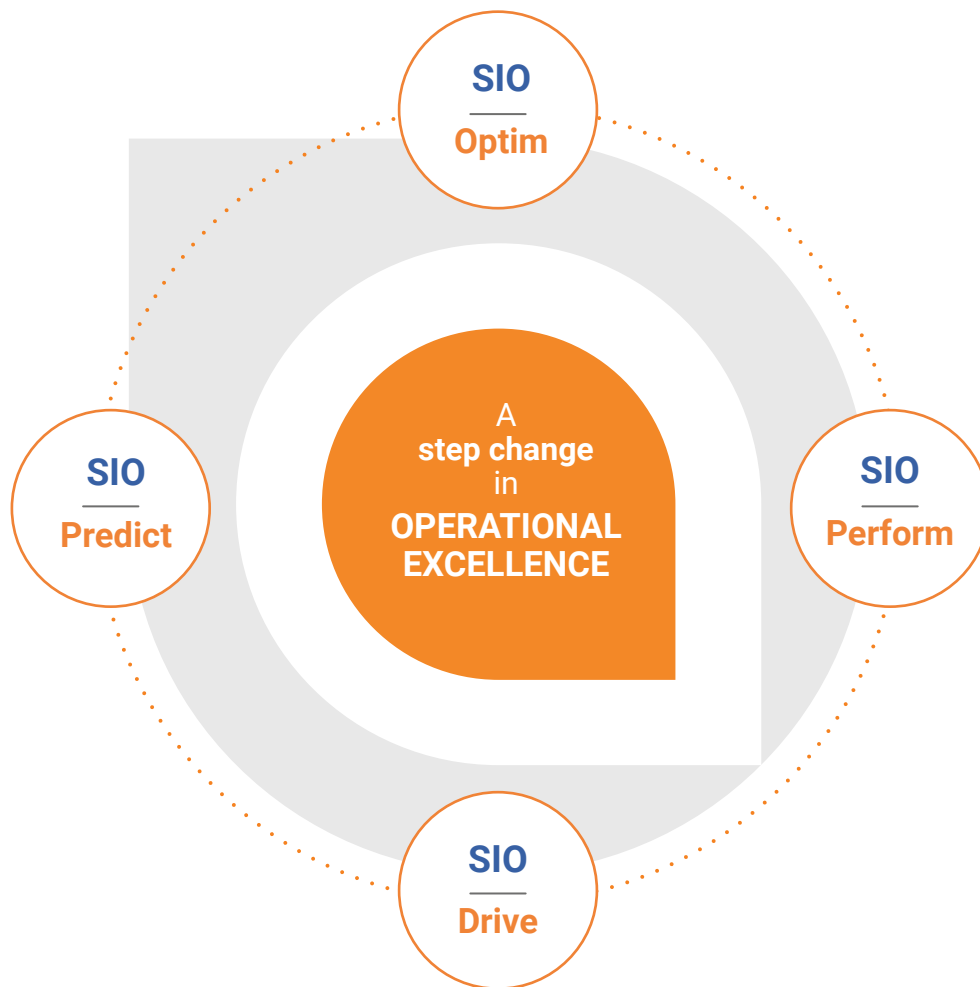 SIO
Optim
A
step change
in
OPERATIONAL
EXCELLENCE
SIO
Predict
SIO
Perform
SIO
Drive